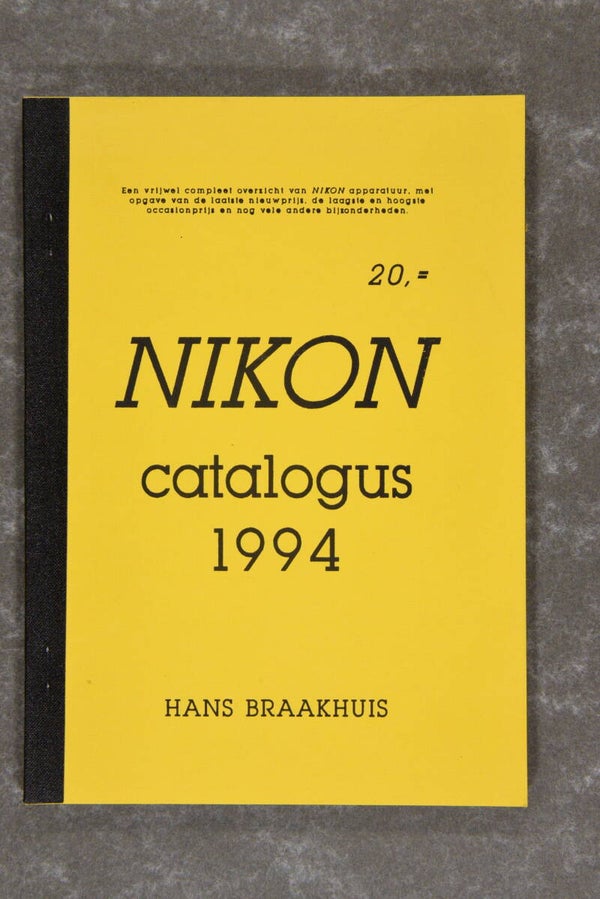 Een vrijwel compleet overzicht van NIKON apparatuur, met
opgave van de laatste nieuwprijs, de laagste en hoogste
occasionprijs en nog vele andere bijzonderheden.
20,=
NIKON
catalogus
1994
HANS BRAAKHUIS